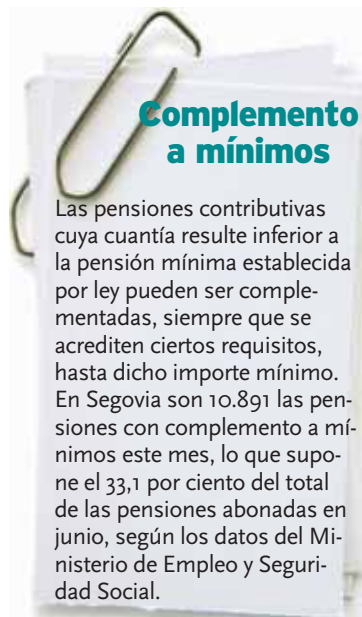 Complemento
a mínimos
Las pensiones contributivas
cuya cuantía resulte inferior a
la pensión mínima establecida
por ley pueden ser comple-
mentadas, siempre que se
acrediten ciertos requisitos,
hasta dicho importe mínimo.
En Segovia son 10.891 las pen-
siones con complemento a mí-
nimos este mes, lo que supo-
ne el 33,1 por ciento del total
de las pensiones abonadas en
junio, según los datos del Mi-
nisterio de Empleo y Seguri-
dad Social.